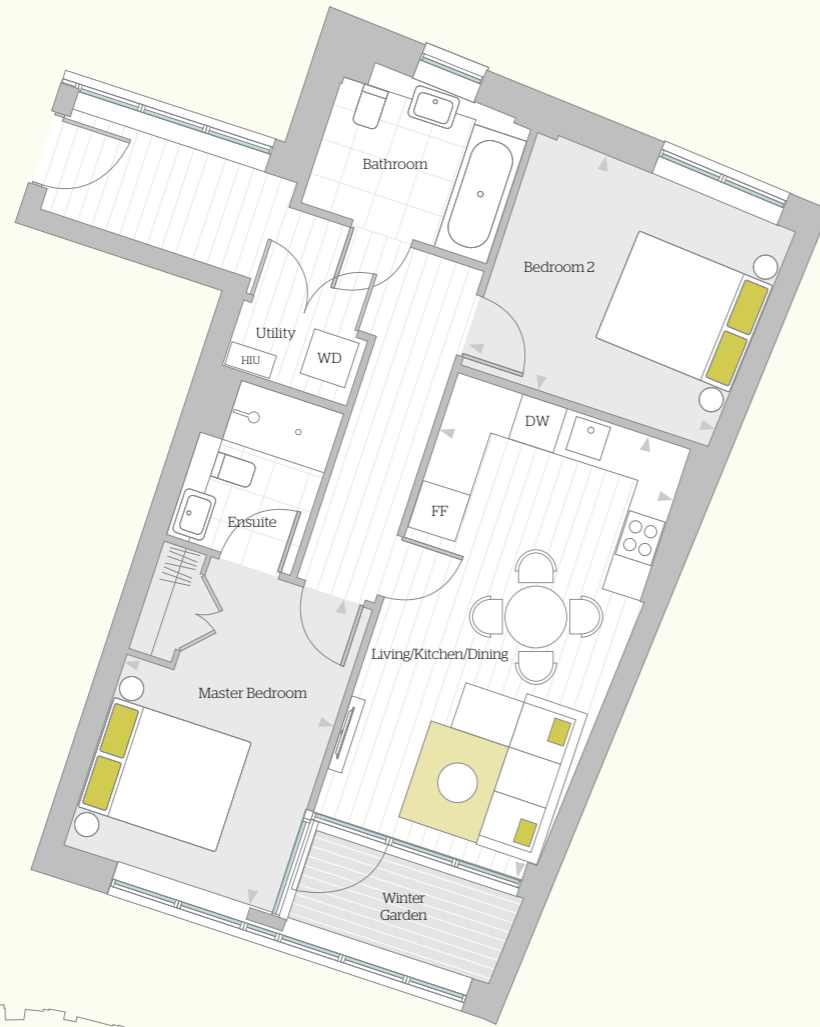 Bathroom
Bedroom 2
Utility
HIU
WD
DW
FF
Ensuite
Living/Kitchen/Dining
Master Bedroom
Winter
Garden